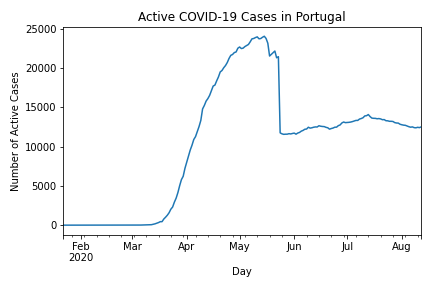 Active COVID-19 Cases in Portugal
Number of Active Cases
25000
20000
15000
10000
5000
0
Feb
2020
Mar
Apr
May
Jun
Jul
Aug
Day